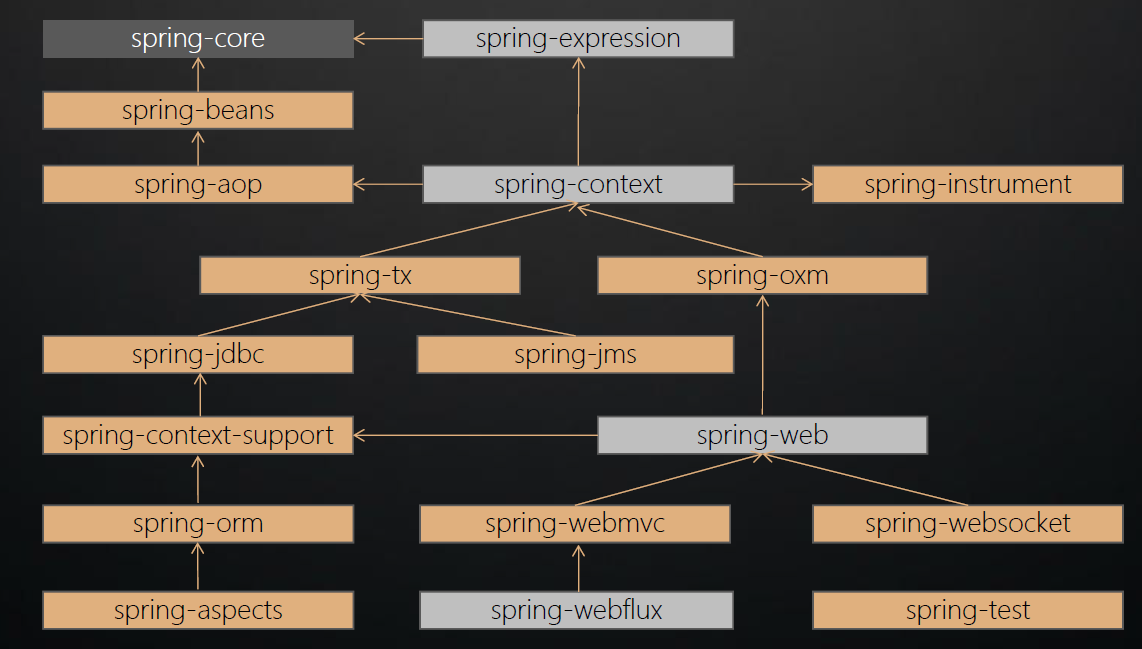 spring-core
spring-expression
spring-beans
spring-aop
spring-context
spring-instrument
spring-tx
spring-oxm
spring-jdbc
spring-jms
spring-context-support
spring-web
spring-orm
spring-webmvc
spring-websocket
spring-aspects
spring-webflux
spring-test